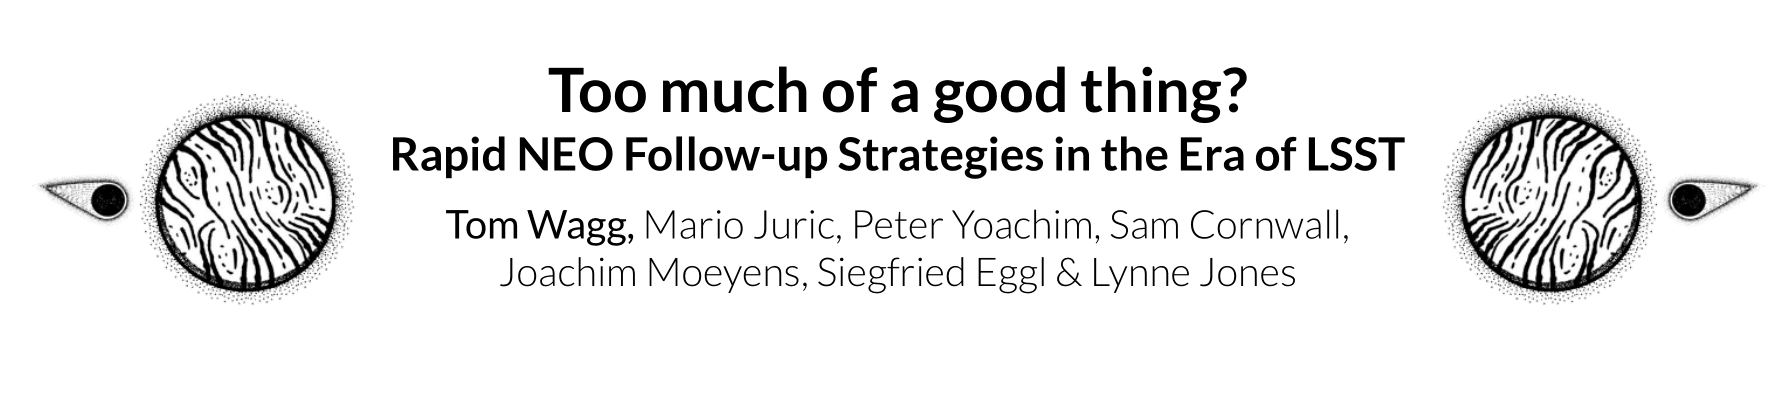 Too much of a good thing?
Rapid NEO Follow-up Strategies in the Era of LSST
Tom Wagg, Mario Juric, Peter Yoachim, Sam Cornwall,
Joachim Moeyens, Siegfried Eggl & Lynne Jones